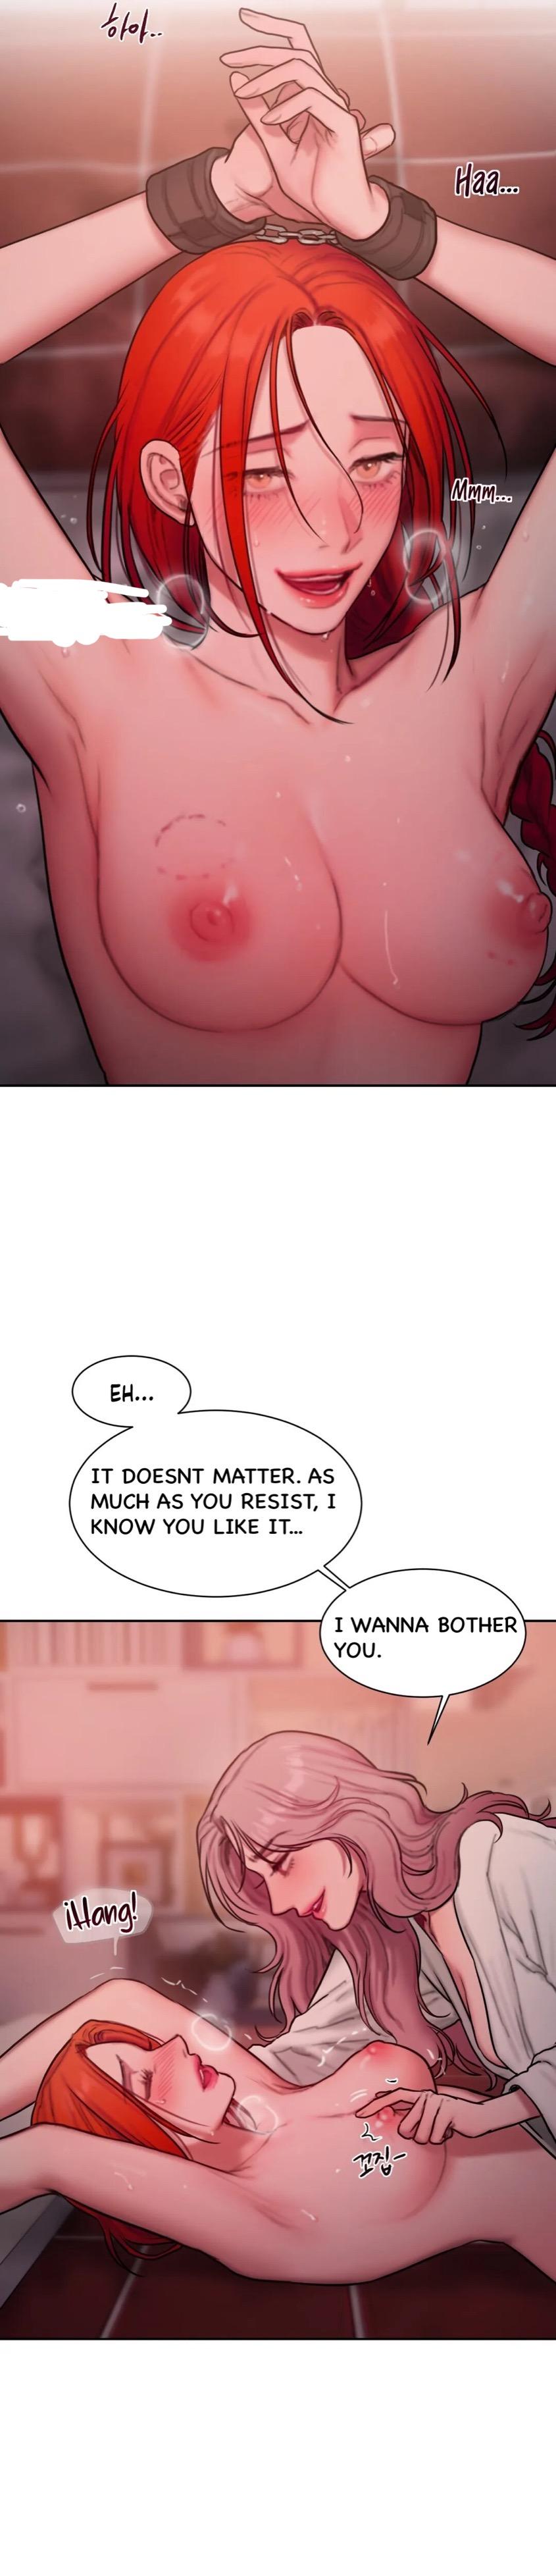 하아..
Haa...
Mmm...
EH...
IT DOESNT MATTER. AS
MUCH AS YOU RESIST, I
KNOW YOU LIKE IT...
I WANNA BOTHER
YOU.
¡Hang!
꼬집-